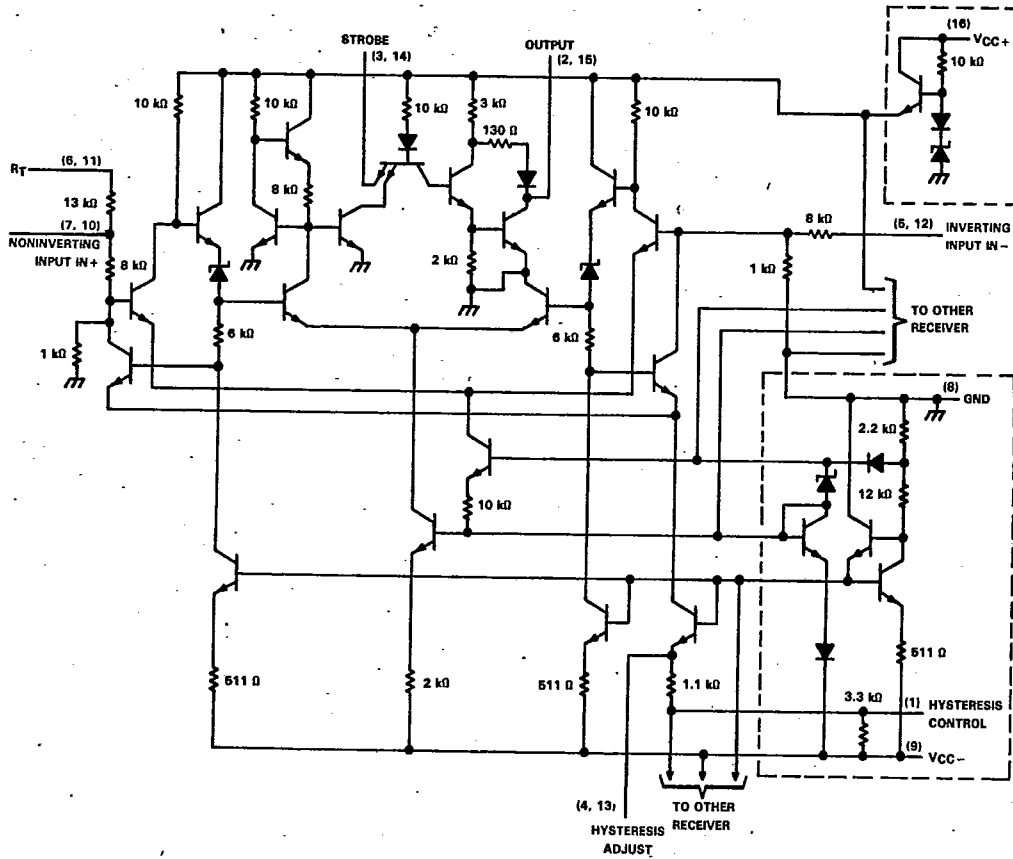 (16)
VCC+
10 kΩ
STROBE
(3, 14)
OUTPUT
(2, 15)
10 kΩ
10 kΩ
10 kΩ
3 kΩ
130 Ω
10 kΩ
RT
(6, 11)
13 kΩ
8 kΩ
(7, 10)
NONINVERTING
INPUT IN+
8 kΩ
2 kΩ
8 kΩ
(5, 12)
INVERTING
INPUT IN−
1 kΩ
TO OTHER
RECEIVER
6 kΩ
6 kΩ
1 kΩ
(8)
GND
2.2 kΩ
12 kΩ
10 kΩ
511 Ω
2 kΩ
511 Ω
1.1 kΩ
511 Ω
3.3 kΩ
(1)
HYSTERESIS
CONTROL
(9)
VCC−
(4, 13)
HYSTERESIS
ADJUST
TO OTHER
RECEIVER